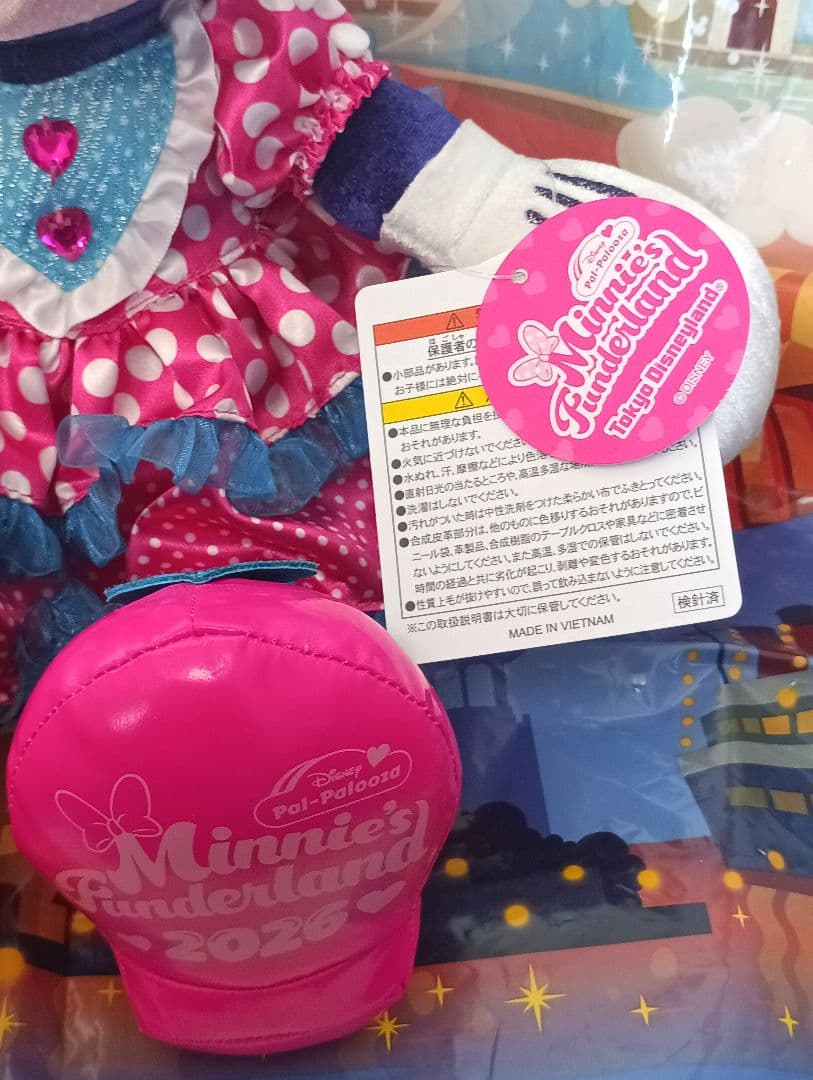 Disney
Pal-Palooza
Minnie's
Funderland
Tokyo Disneyland®
© DISNEY
保護者の
ほごしゃ
●小部品があります。
お子様には絶対に
●本品に無理な負担を
おそれがあります。
●火気に近づけないでくださ
●水ぬれ、汗、摩擦などにより色落
●直射日光の当たるところや、高温多湿な場所
ください。
●洗濯はしないでください。
●汚れがついた時は中性洗剤をつけた柔らかい布でふきとってください。
●合成皮革部分は、他のものに色移りするおそれがありますので、ビ
ニール袋、革製品、合成樹脂のテーブルクロスや家具などに密着させ
ないようにしてください。また高温、多湿での保管はしないでください。
時間の経過と共に劣化が起こり、剥離や変色するおそれがあります。
●性質上毛が抜けやすいので、誤って飲み込まないように注意してください。
※この取扱説明書は大切に保管してください。
検針済
MADE IN VIETNAM
Disney
Pal-Palooza
Minnie's
Funderland
2026